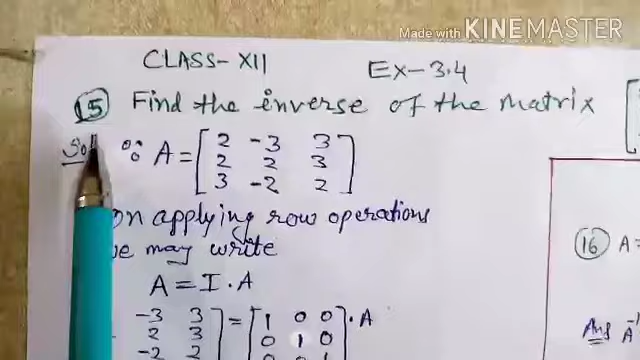 Made with KINEMASTER
CLASS-XII Ex-3.4
15 Find the inverse of the matrix
∵ A = [ 2 -3 3
2 2 3
3 -2 2 ]
on applying row operations
we may write
A = I · A
-3 3 ] = [ 1 0 0 ] · A
2 3 0 1 0
-2 2 0 0
16 A =
Ans A⁻¹